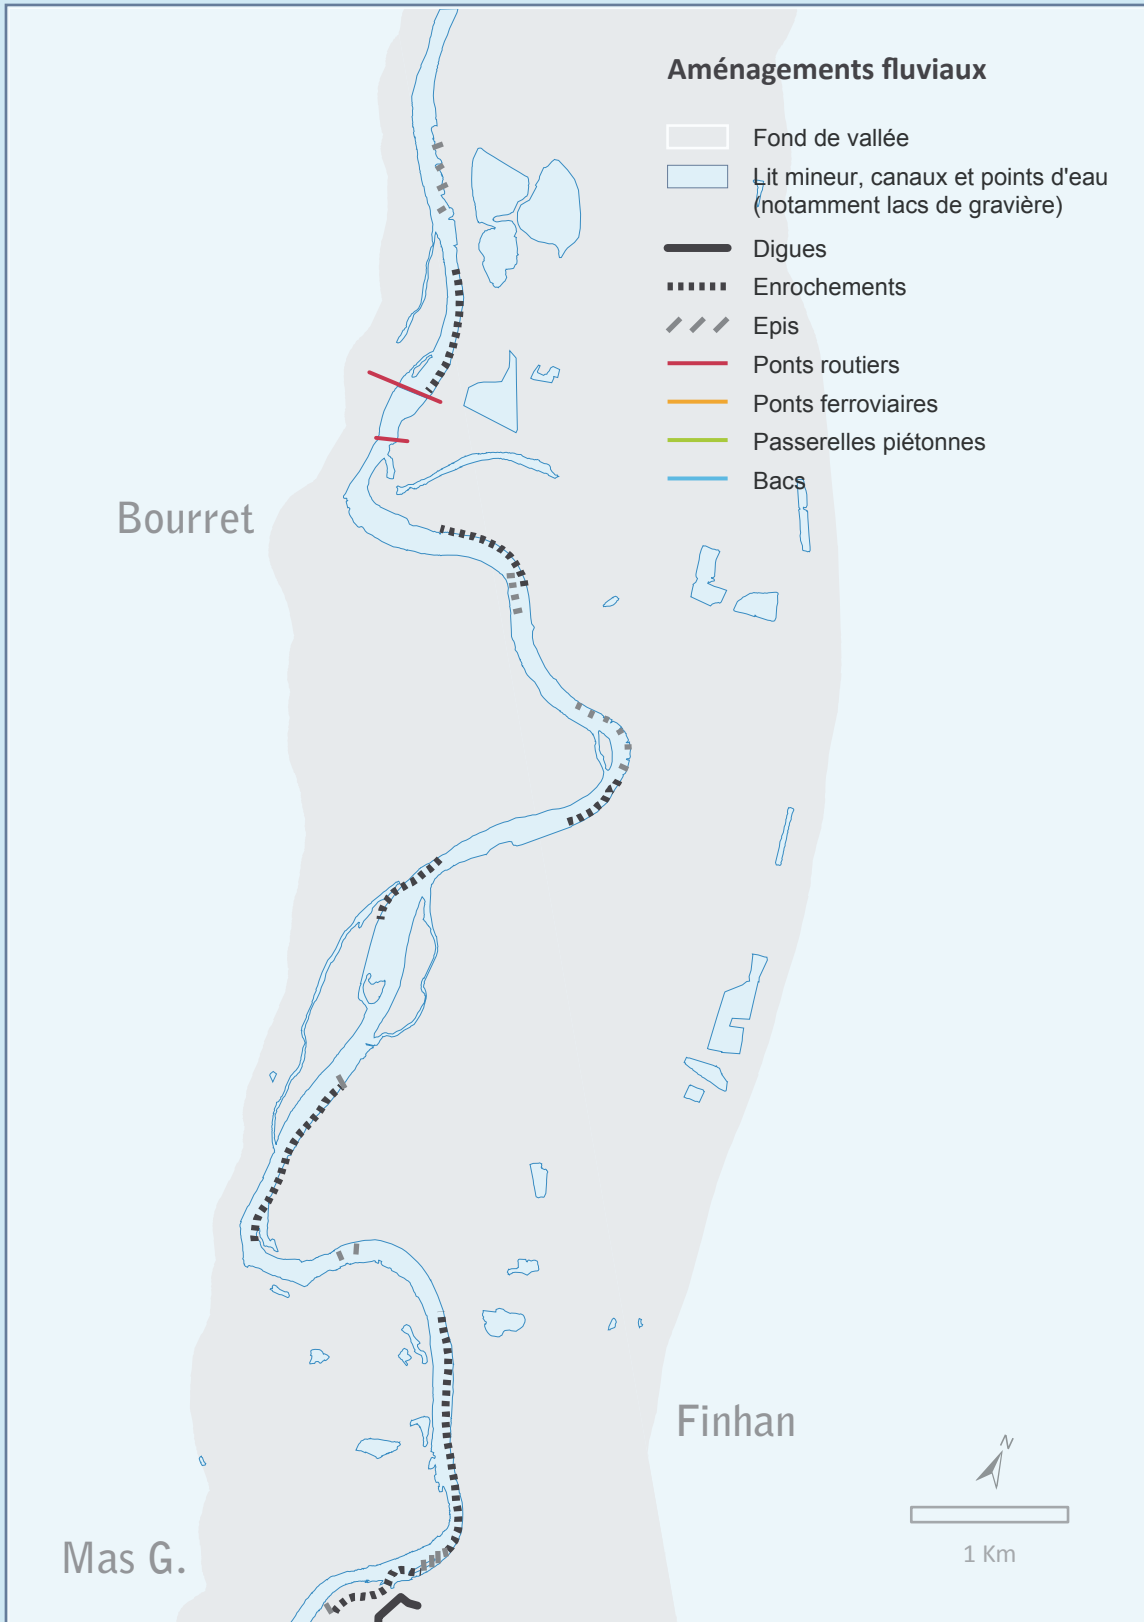 Aménagements fluviaux
Fond de vallée
Lit mineur, canaux et points d'eau
(notamment lacs de gravière)
Digues
Enrochements
Epis
Ponts routiers
Ponts ferroviaires
Passerelles piétonnes
Bacs
Bourret
Finhan
N
Mas G.
1 Km